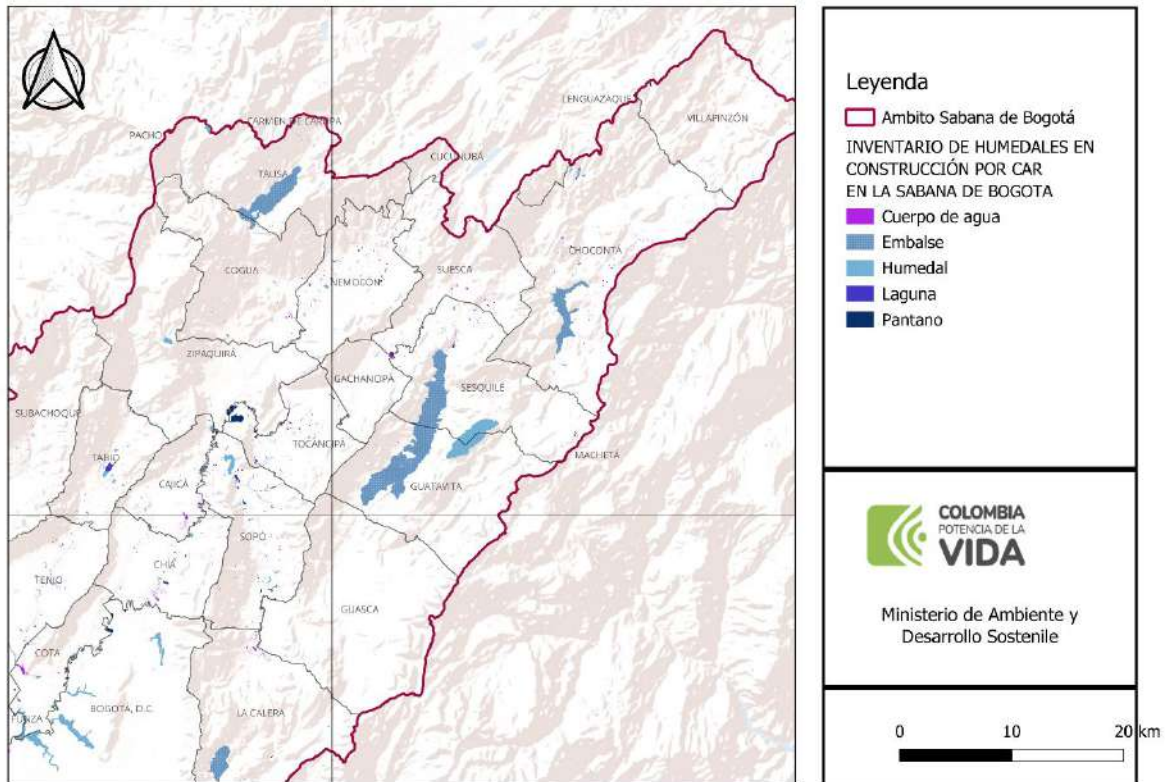 LENGUAZAQUE
VILLAPINZÓN
CARMEN DE CARUPA
PACHO
CUCUNUBÁ
TAUSA
CHOCONTÁ
SUESCA
COGUA
NEMOCÓN
ZIPAQUIRÁ
GACHANCIPÁ
SESQUILÉ
SUBACHOQUE
TOCANCIPÁ
MACHETÁ
TABIO
CAJICÁ
GUATAVITA
SOPÓ
CHÍA
TENJO
GUASCA
COTA
BOGOTÁ, D.C.
LA CALERA
FUNZA
Leyenda
Ambito Sabana de Bogotá
INVENTARIO DE HUMEDALES EN
CONSTRUCCIÓN POR CAR
EN LA SABANA DE BOGOTA
Cuerpo de agua
Embalse
Humedal
Laguna
Pantano
COLOMBIA
POTENCIA DE LA
VIDA
Ministerio de Ambiente y
Desarrollo Sostenile
0 10 20 km